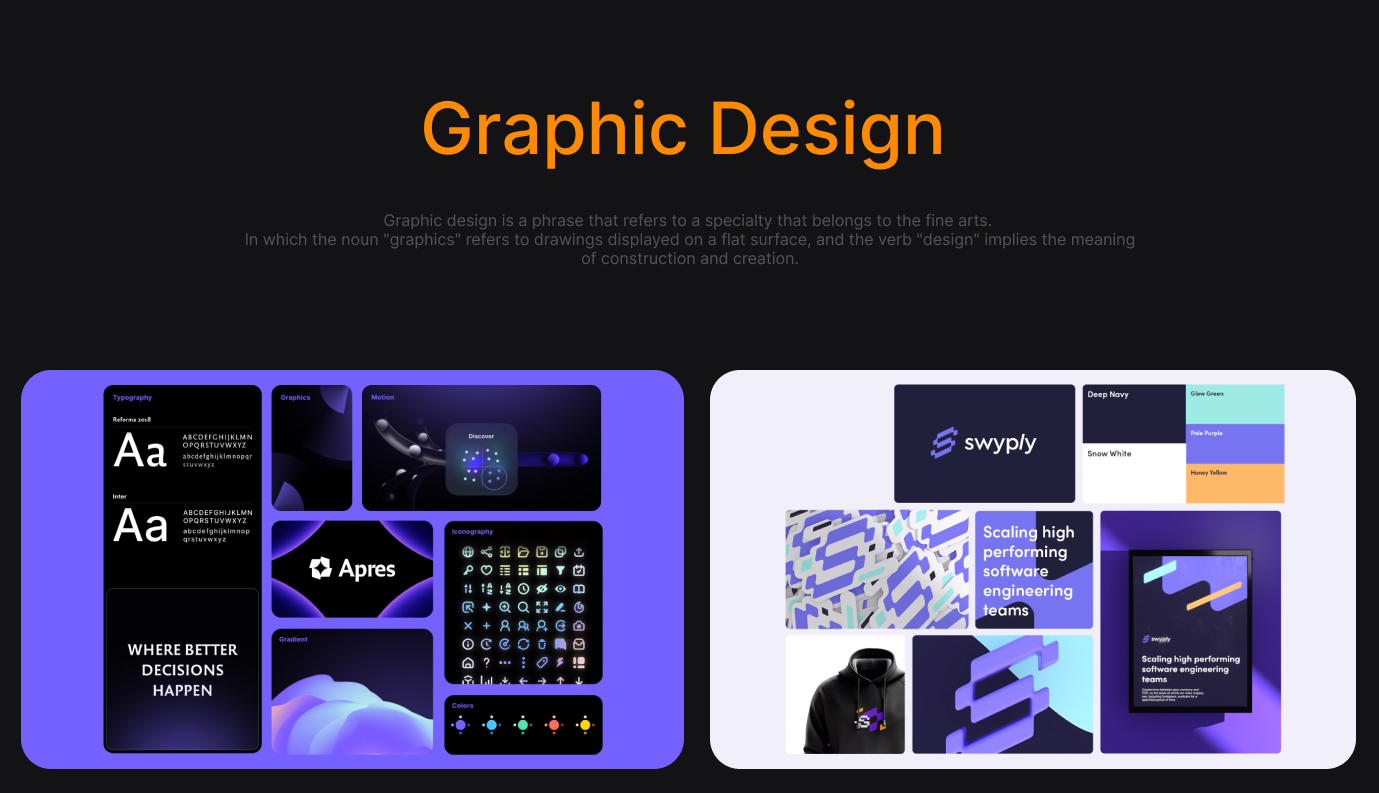 Graphic Design
Graphic design is a phrase that refers to a specialty that belongs to the fine arts.
In which the noun "graphics" refers to drawings displayed on a flat surface, and the verb "design" implies the meaning
of construction and creation.
Typography
Reforma 2018
Aa
ABCDEFGHIJKLMN
OPQRSTUVWXYZ
abcdefghijklmnopqr
stuvwxyz
Inter
Aa
ABCDEFGHIJKLMN
OPQRSTUVWXYZ
abcdefghijklmnop
qrstuvwxyz
WHERE BETTER
DECISIONS
HAPPEN
Graphics
Motion
Discover
Apres
Iconography
Gradient
Colors
swyply
Deep Navy
Snow White
Glow Green
Pale Purple
Honey Yellow
Scaling high
performing
software
engineering
teams
swyply
Scaling high performing
software engineering
teams